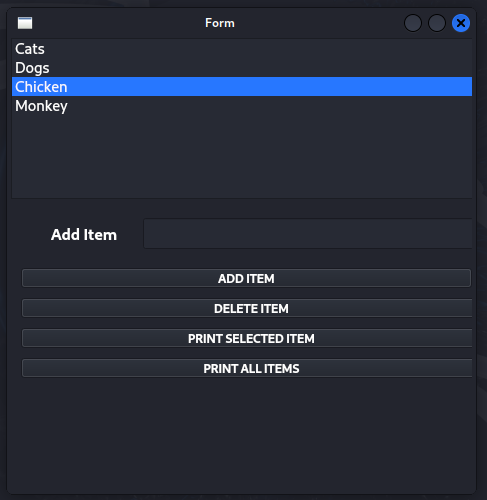 Form
Cats
Dogs
Chicken
Monkey
Add Item
ADD ITEM
DELETE ITEM
PRINT SELECTED ITEM
PRINT ALL ITEMS